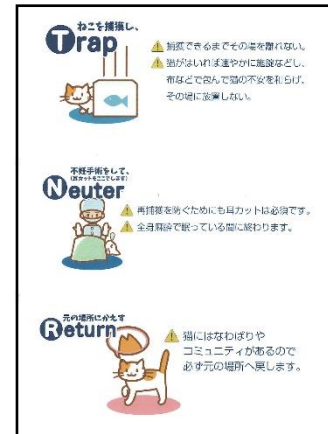 ねこを捕獲し、
Trap
捕獲できるまでその場を離れない。
猫がはいれば速やかに施錠などし、
布などで包んで猫の不安を和らげ、
その場に放置しない。
不妊手術をして、
(耳カットをここでします)
Neuter
再捕獲を防ぐためにも耳カットは必須です。
全身麻酔で眠っている間に終わります。
元の場所にかえす
Return
猫にはなわばりや
コミュニティがあるので
必ず元の場所へ戻します。